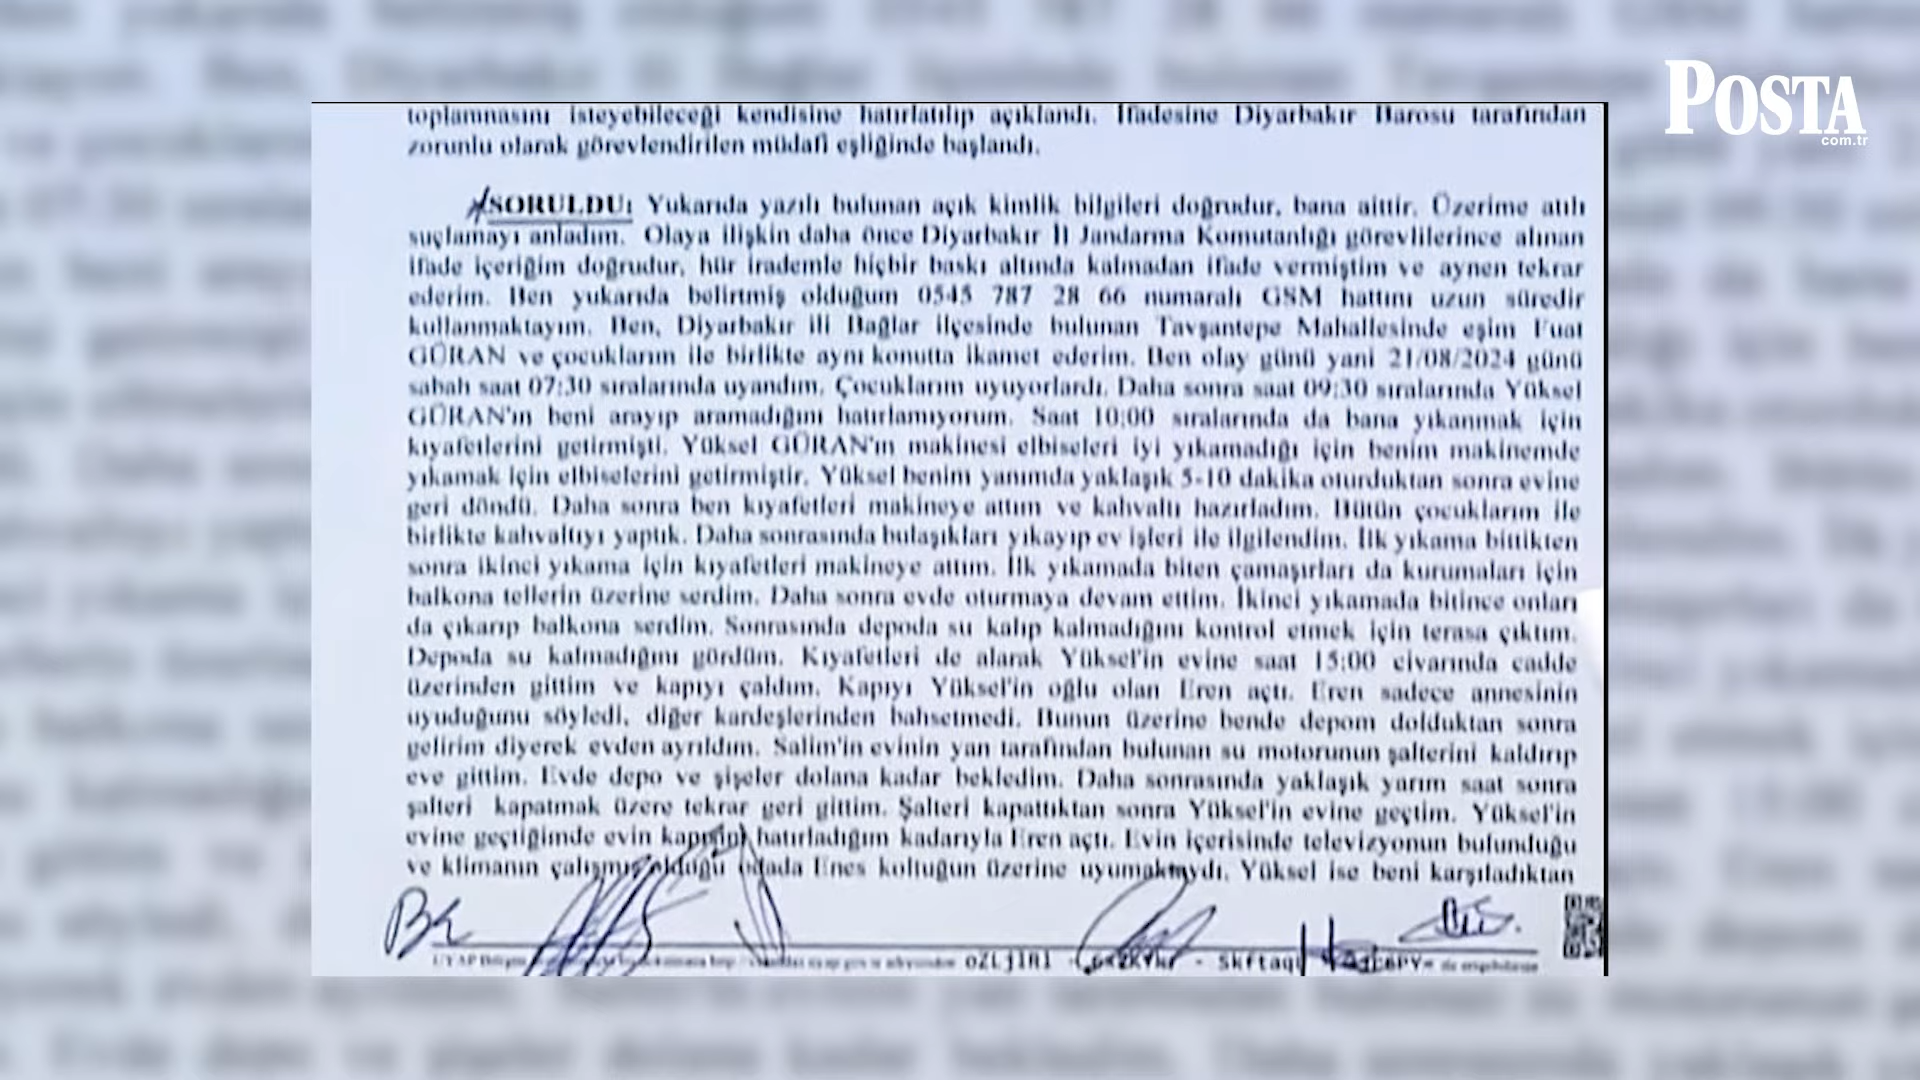 POSTA
com.tr
toplamnasını isteyebileceği kendisine hatırlatılıp açıklandı. İfadesine Diyarbakır Barosu tarafından
zorunlu olarak görevlendirilen müdafi eşliğinde başlandı.
SORULDU: Yukarıda yazılı bulunan açık kimlik bilgileri doğrudur, bana aittir. Üzerime atılı
suçlamayı anladım. Olaya ilişkin daha önce Diyarbakır İl Jandarma Komutanlığı görevlilerince alınan
ifade içeriğim doğrudur, hür irademle hiçbir baskı altında kalmadan ifade vermiştim ve aynen tekrar
ederim. Ben yukarıda belirtmiş olduğum 0545 787 28 66 numaralı GSM hattını uzun süredir
kullanmaktayım. Ben, Diyarbakır ili Bağlar ilçesinde bulunan Tavşantepe Mahallesinde eşim Fuat
GÜRAN ve çocuklarım ile birlikte aynı konutta ikamet ederim. Ben olay günü yani 21/08/2024 günü
sabah saat 07:30 sıralarında uyandım. Çocuklarım uyuyorlardı. Daha sonra saat 09:30 sıralarında Yüksel
GÜRAN'ın beni arayıp aramadığını hatırlamıyorum. Saat 10:00 sıralarında da bana yıkanmak için
kıyafetlerini getirmişti. Yüksel GÜRAN'ın makinesi elbiseleri iyi yıkamadığı için benim makinemde
yıkamak için elbiselerini getirmiştir. Yüksel benim yanımda yaklaşık 5-10 dakika oturduktan sonra evine
geri döndü. Daha sonra ben kıyafetleri makineye attım ve kahvaltı hazırladım. Bütün çocuklarım ile
birlikte kahvaltıyı yaptık. Daha sonrasında bulaşıkları yıkayıp ev işleri ile ilgilendim. İlk yıkama bittikten
sonra ikinci yıkama için kıyafetleri makineye attım. İlk yıkamada biten çamaşırları da kurumaları için
balkona tellerin üzerine serdim. Daha sonra evde oturmaya devam ettim. İkinci yıkamada bitince onları
da çıkarıp balkona serdim. Sonrasında depoda su kalıp kalmadığını kontrol etmek için terasa çıktım.
Depoda su kalmadığını gördüm. Kıyafetleri de alarak Yüksel'in evine saat 15:00 civarında cadde
üzerinden gittim ve kapıyı çaldım. Kapıyı Yüksel'in oğlu olan Eren açtı. Eren sadece annesinin
uyuduğunu söyledi, diğer kardeşlerinden bahsetmedi. Bunun üzerine bende depom dolduktan sonra
gelirim diyerek evden ayrıldım. Salim'in evinin yan tarafından bulunan su motorunun şalterini kaldırıp
eve gittim. Evde depo ve şişeler dolana kadar bekledim. Daha sonrasında yaklaşık yarım saat sonra
şalteri kapatmak üzere tekrar geri gittim. Şalteri kapattıktan sonra Yüksel'in evine geçtim. Yüksel'in
evine geçtiğimde evin kapısını hatırladığım kadarıyla Eren açtı. Evin içerisinde televizyonun bulunduğu
ve klimanın çalışmış olduğu odada Enes koltuğun üzerine uyumaktaydı. Yüksel ise beni karşıladıktan